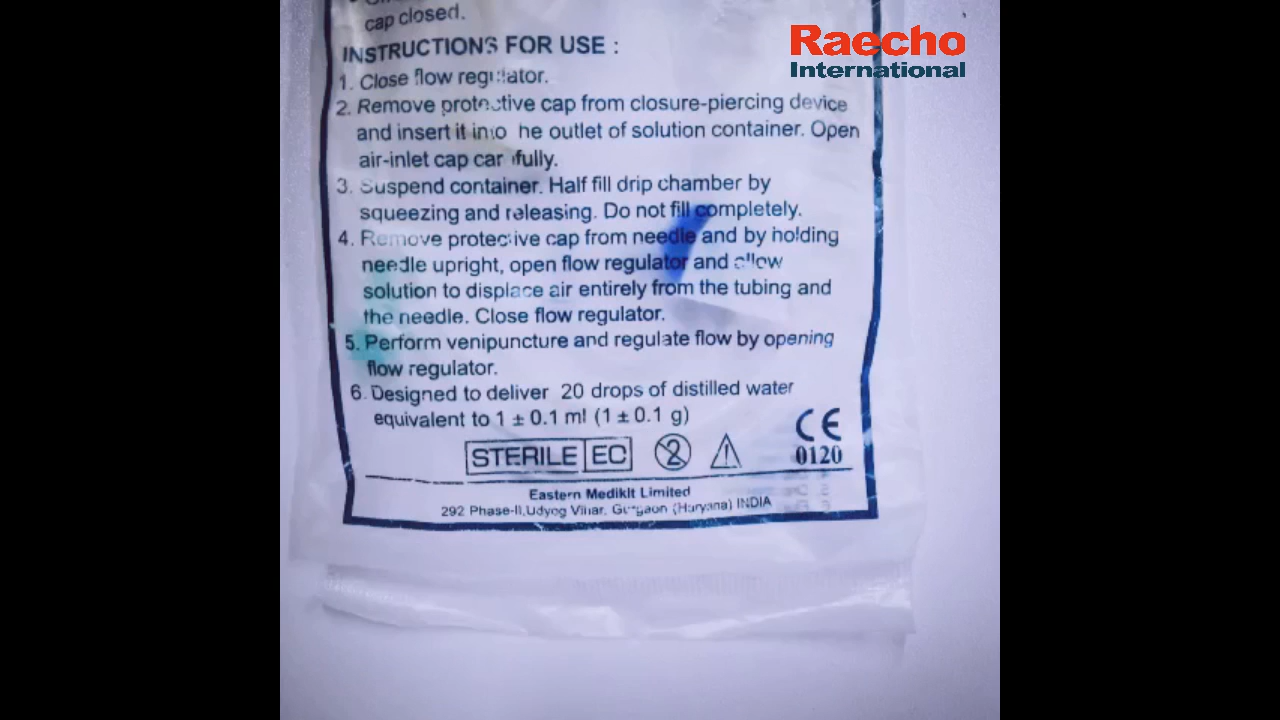 cap closed.
Raecho
International
INSTRUCTIONS FOR USE :
1. Close flow regulator.
2. Remove protective cap from closure-piercing device
and insert it into the outlet of solution container. Open
air-inlet cap carefully.
3. Suspend container. Half fill drip chamber by
squeezing and releasing. Do not fill completely.
4. Remove protective cap from needle and by holding
needle upright, open flow regulator and allow
solution to displace air entirely from the tubing and
the needle. Close flow regulator.
5. Perform venipuncture and regulate flow by opening
flow regulator.
6. Designed to deliver 20 drops of distilled water
equivalent to 1 ± 0.1 ml (1 ± 0.1 g)
STERILE EC 2 ! CE
0120
Eastern Medikit Limited
292 Phase-II, Udyog Vihar, Gurgaon (Haryana) INDIA